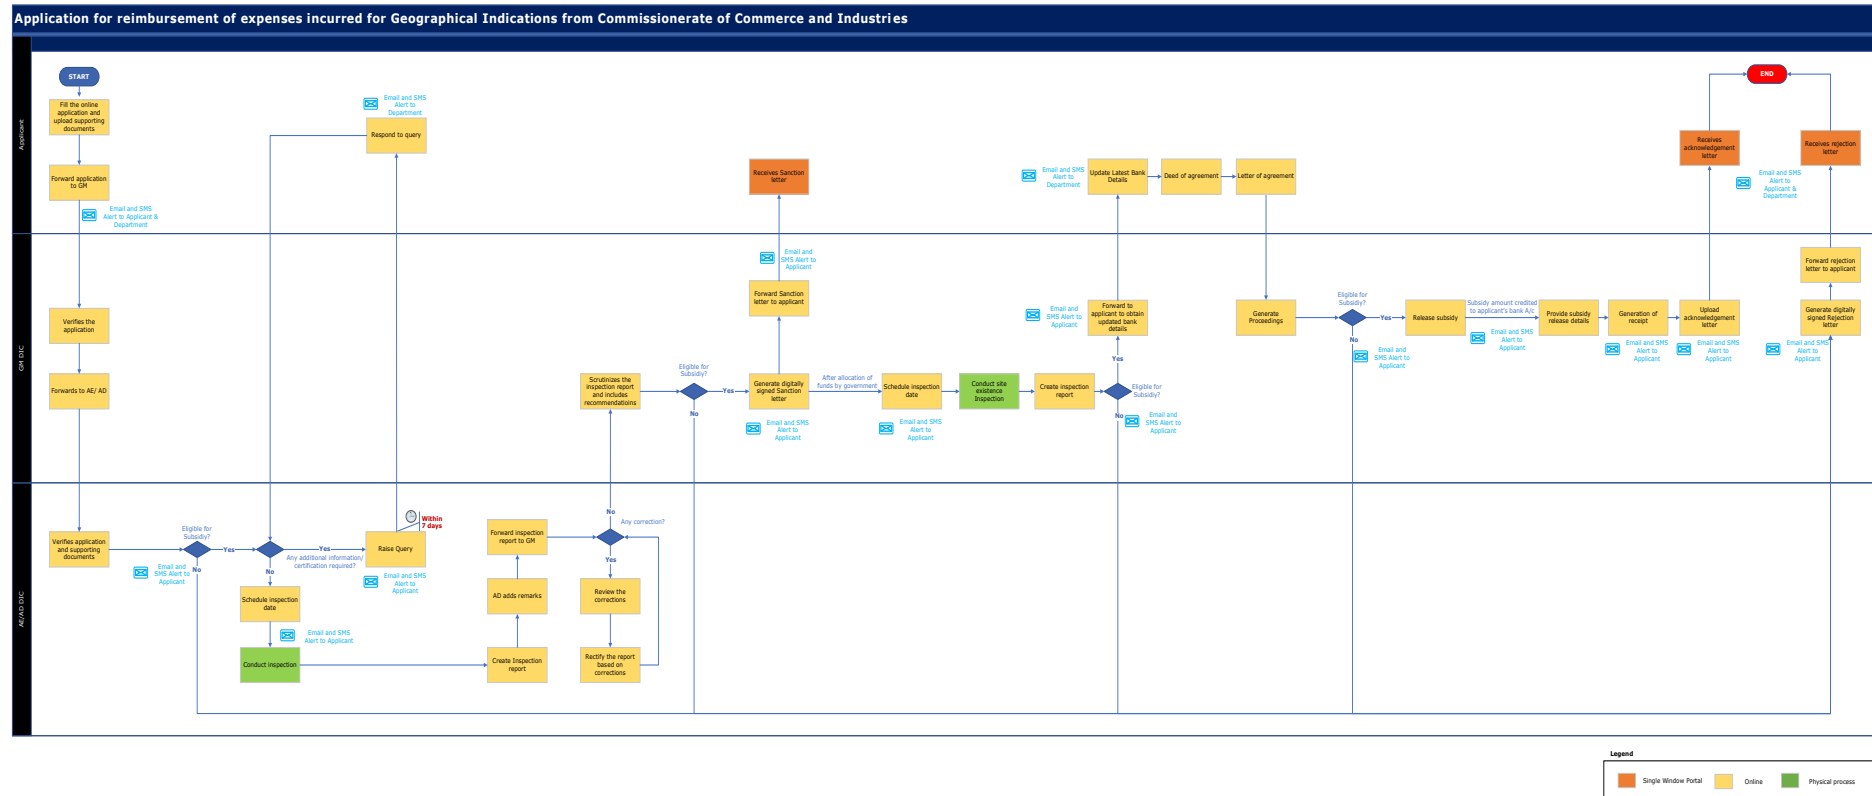 Application for reimbursement of expenses incurred for Geographical Indications from Commissionerate of Commerce and Industries
Applicant
START
Fill the online
application and
upload supporting
documents
Forward application
to GM
Email and SMS
Alert to Applicant &
Department
Email and SMS
Alert to
Department
Respond to query
Receives Sanction
letter
Email and SMS
Alert to
Department
Update Latest Bank
Details
Deed of agreement
Letter of agreement
END
Receives
acknowledgement
letter
Receives rejection
letter
Email and SMS
Alert to
Applicant &
Department
GM DIC
Verifies the
application
Forwards to AE/ AD
Scrutinizes the
inspection report
and includes
recommendatioins
Eligible for
Subsidiy?
Yes
No
Email and
SMS Alert to
Applicant
Forward Sanction
letter to applicant
Generate digitally
signed Sanction
letter
Email and SMS
Alert to
Applicant
After allocation of
funds by government
Schedule inspection
date
Email and SMS
Alert to
Applicant
Conduct site
existence
Inspection
Create inspection
report
Email and
SMS Alert to
Applicant
Forward to
applicant to obtain
updated bank
details
Yes
Eligible for
Subsidiy?
No
Email and
SMS Alert to
Applicant
Generate
Proceedings
Eligible for
Subsidiy?
Yes
No
Email and
SMS Alert to
Applicant
Release subsidy
Subsidy amount credited
to applicant's bank A/c
Email and SMS
Alert to
Applicant
Provide subsidy
release details
Generation of
receipt
Email and SMS
Alert to
Applicant
Upload
acknowledgement
letter
Email and SMS
Alert to
Applicant
Forward rejection
letter to applicant
Generate digitally
signed Rejection
letter
Email and SMS
Alert to
Applicant
AE/AD DIC
Verifies application
and supporting
documents
Eligible for
Subsidiy?
Yes
No
Email and
SMS Alert to
Applicant
Yes
Any additional information/
certification required?
No
Raise Query
Within
7 days
Email and SMS
Alert to
Applicant
Schedule inspection
date
Email and SMS
Alert to Applicant
Conduct inspection
Forward inspection
report to GM
AD adds remarks
Create Inspection
report
No
Any correction?
Yes
Review the
corrections
Rectify the report
based on
corrections
Legend
Single Window Portal
Online
Physical process